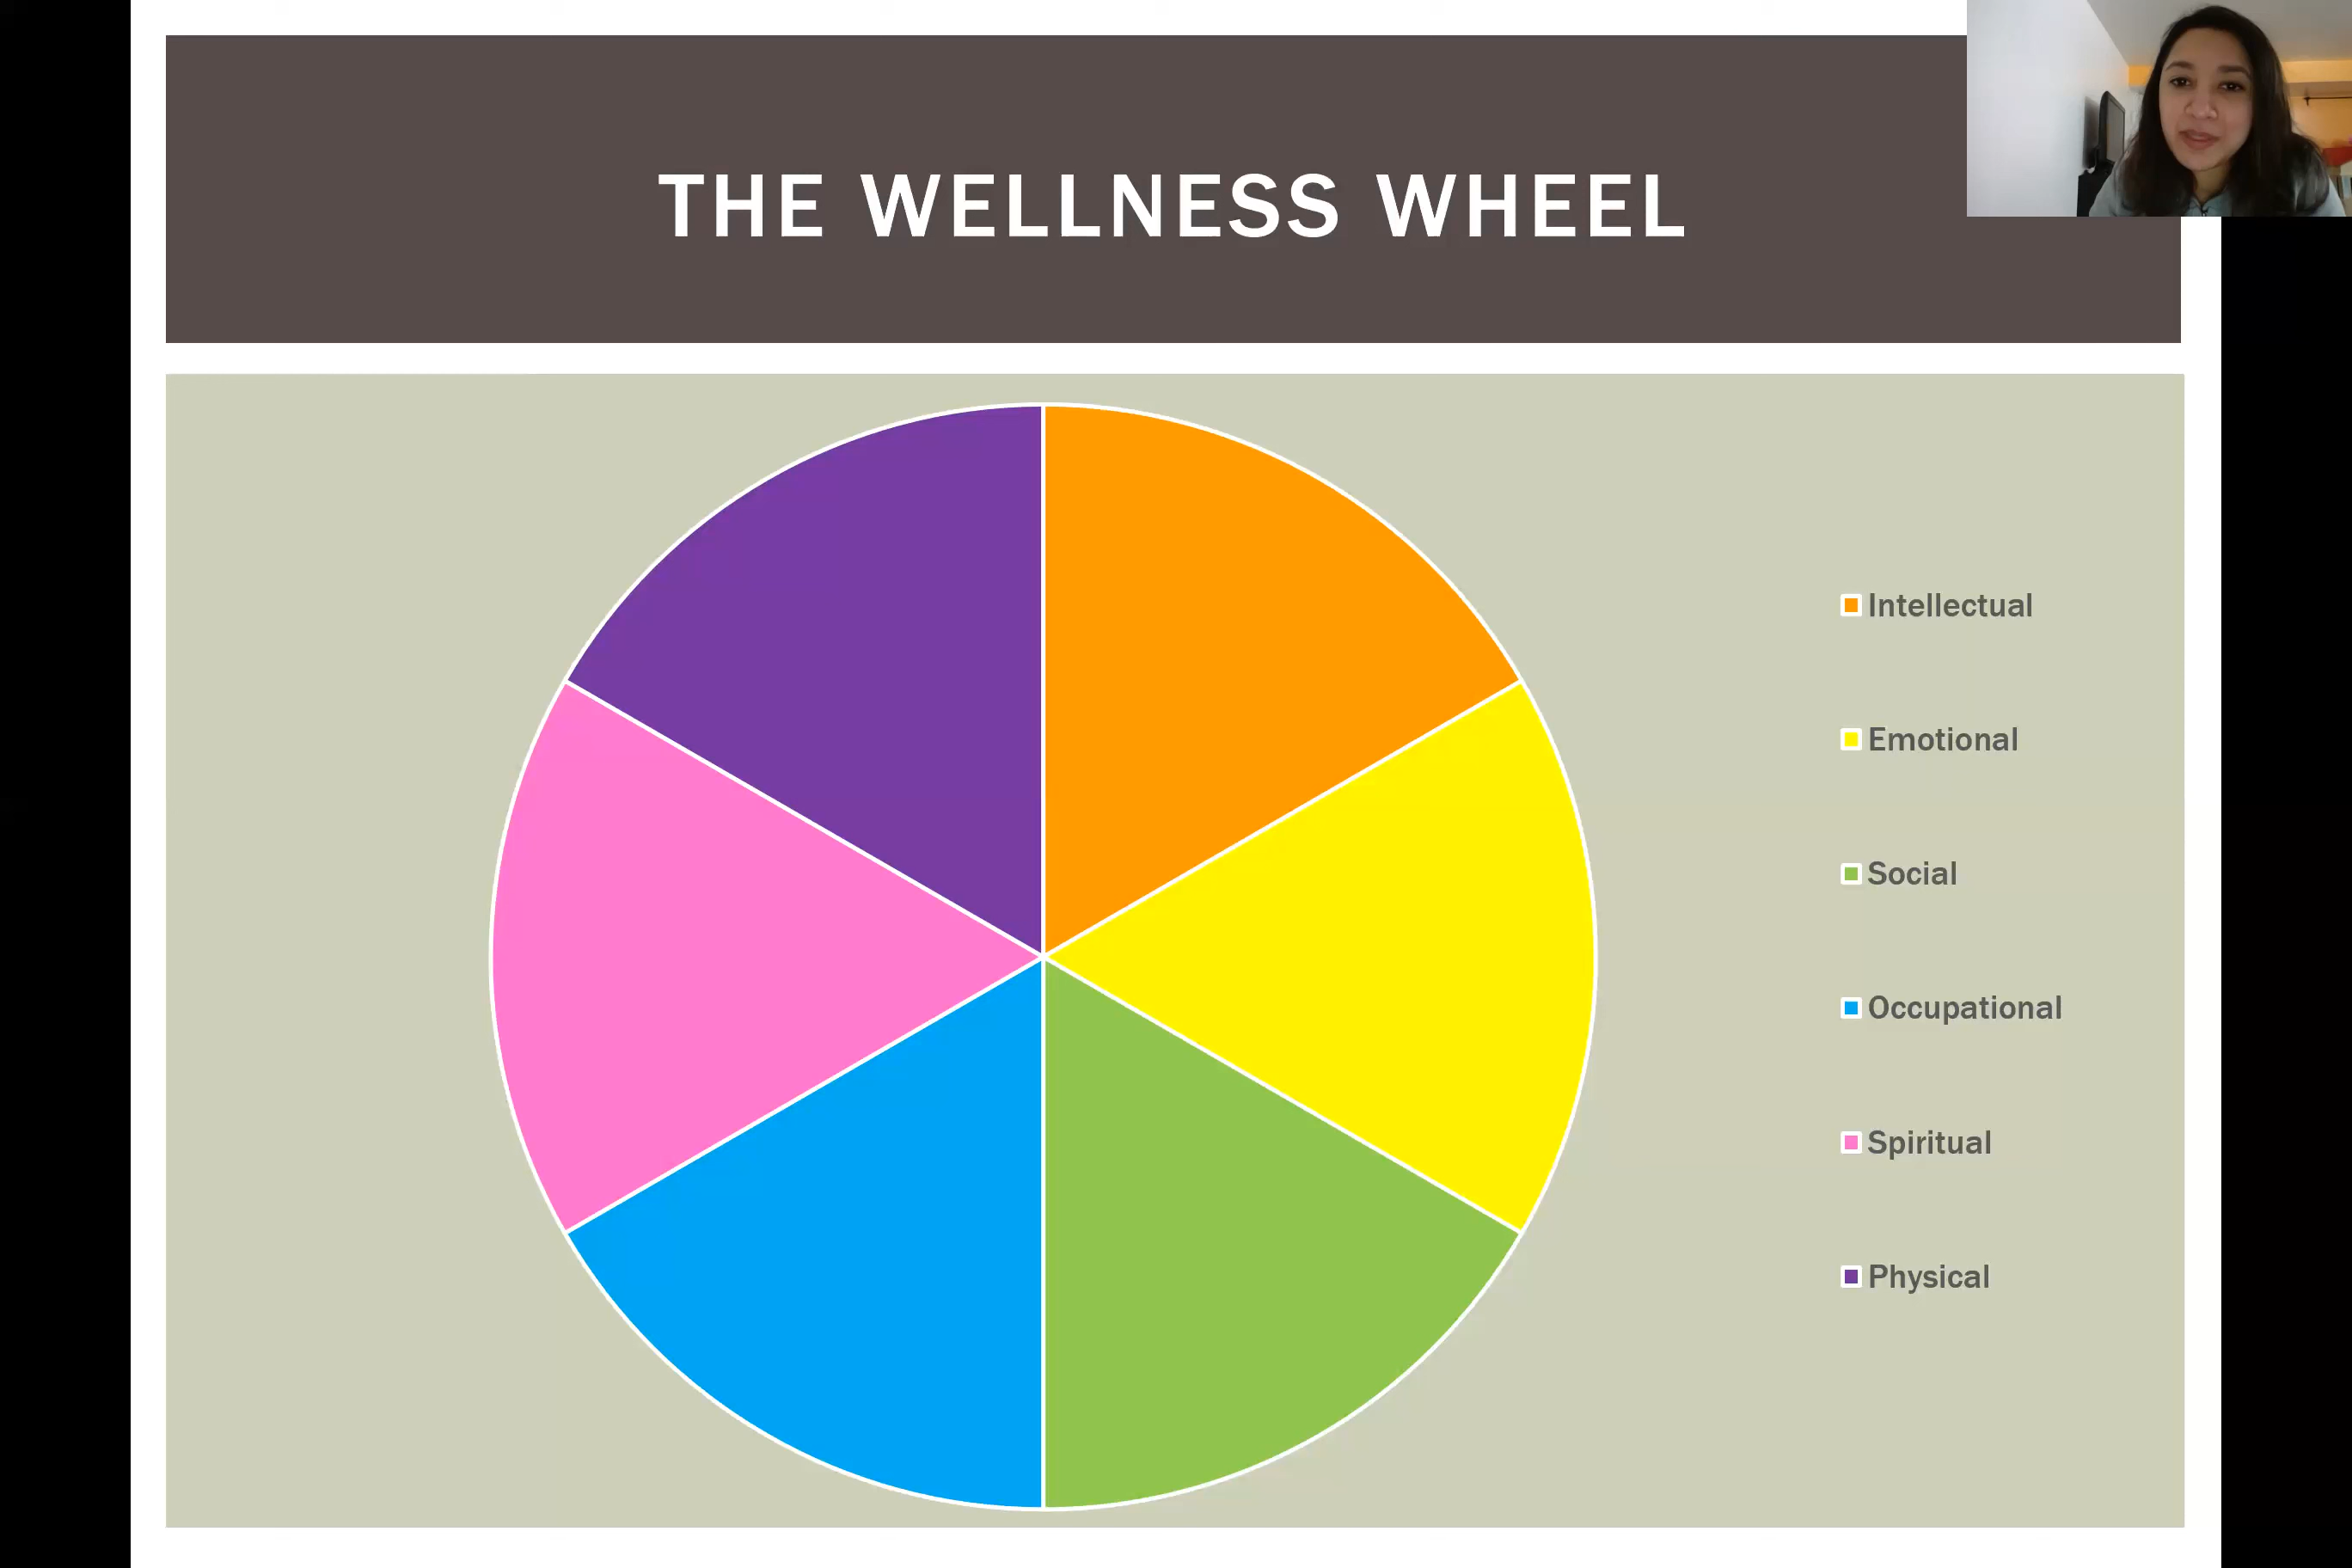 THE WELLNESS WHEEL
Intellectual
Emotional
Social
Occupational
Spiritual
Physical